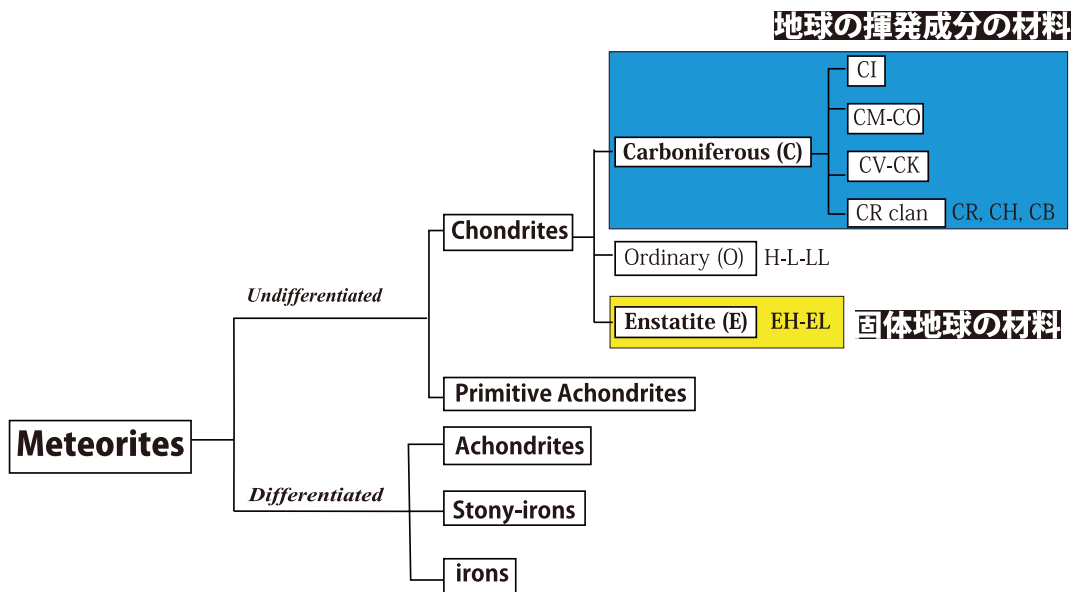 地球の揮発成分の材料
CI
CM-CO
Carboniferous (C)
CV-CK
CR clan CR, CH, CB
Chondrites
Ordinary (O) H-L-LL
Undifferentiated
Enstatite (E) EH-EL
固体地球の材料
Primitive Achondrites
Meteorites
Achondrites
Differentiated
Stony-irons
irons